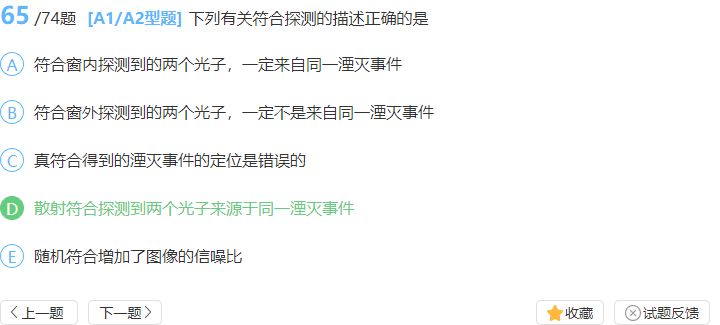 65 /74题 [A1/A2型题] 下列有关符合探测的描述正确的是
A 符合窗内探测到的两个光子，一定来自同一湮灭事件
B 符合窗外探测到的两个光子，一定不是来自同一湮灭事件
C 真符合得到的湮灭事件的定位是错误的
D 散射符合探测到两个光子来源于同一湮灭事件
E 随机符合增加了图像的信噪比
上一题 下一题 收藏 试题反馈